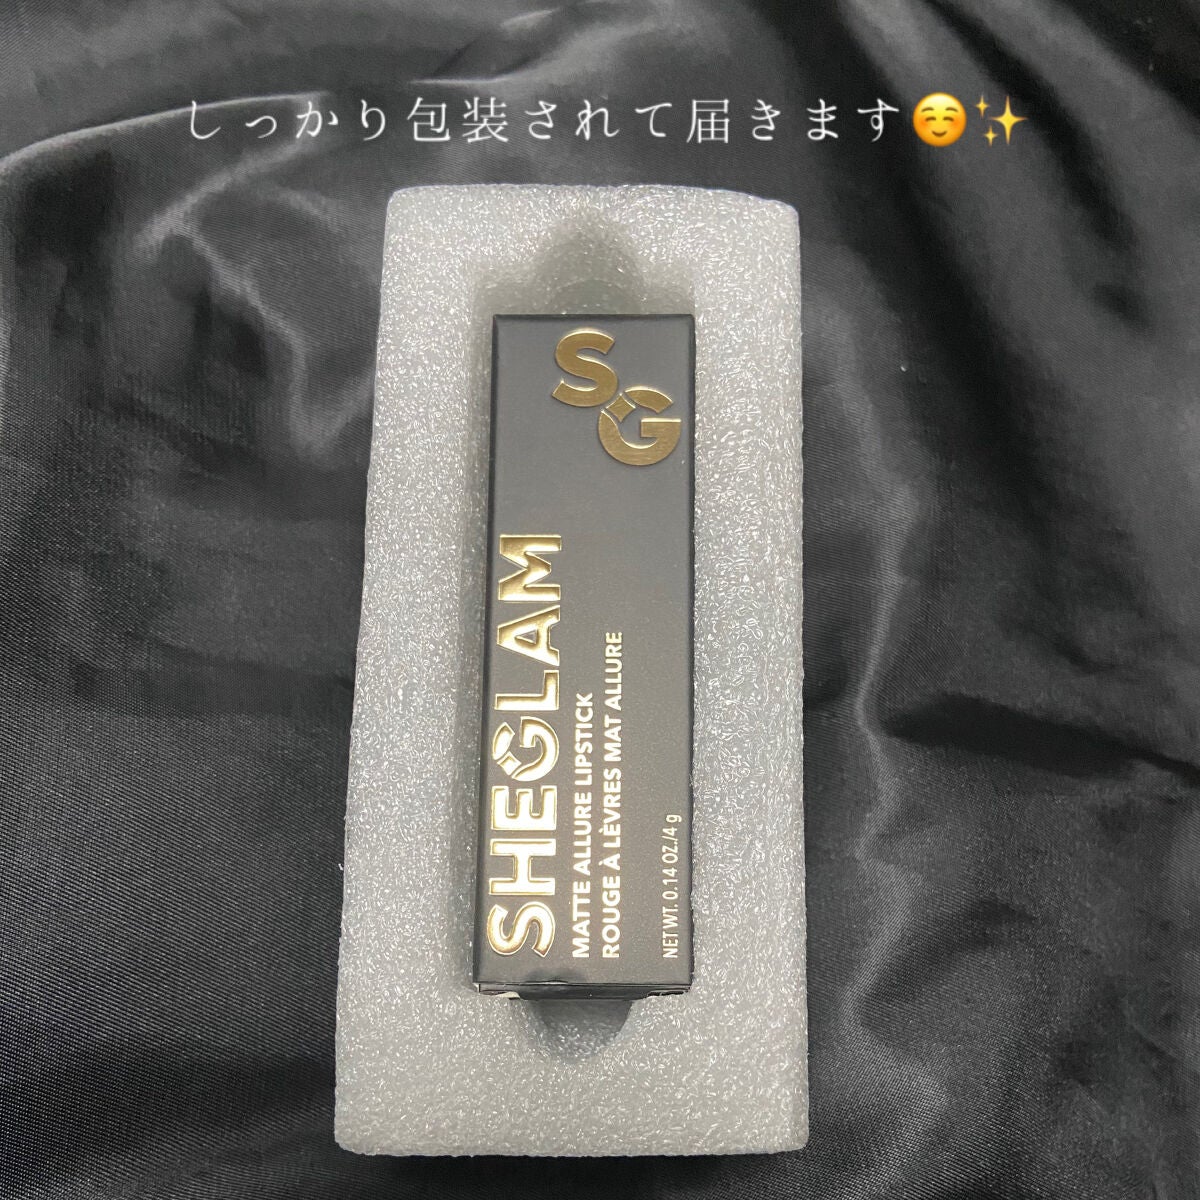 しっかり包装されて届きます☺️✨
SG
SHEGLAM
MATTE ALLURE LIPSTICK
ROUGE À LÈVRES MAT ALLURE
NET WT. 0.14 OZ./4 g